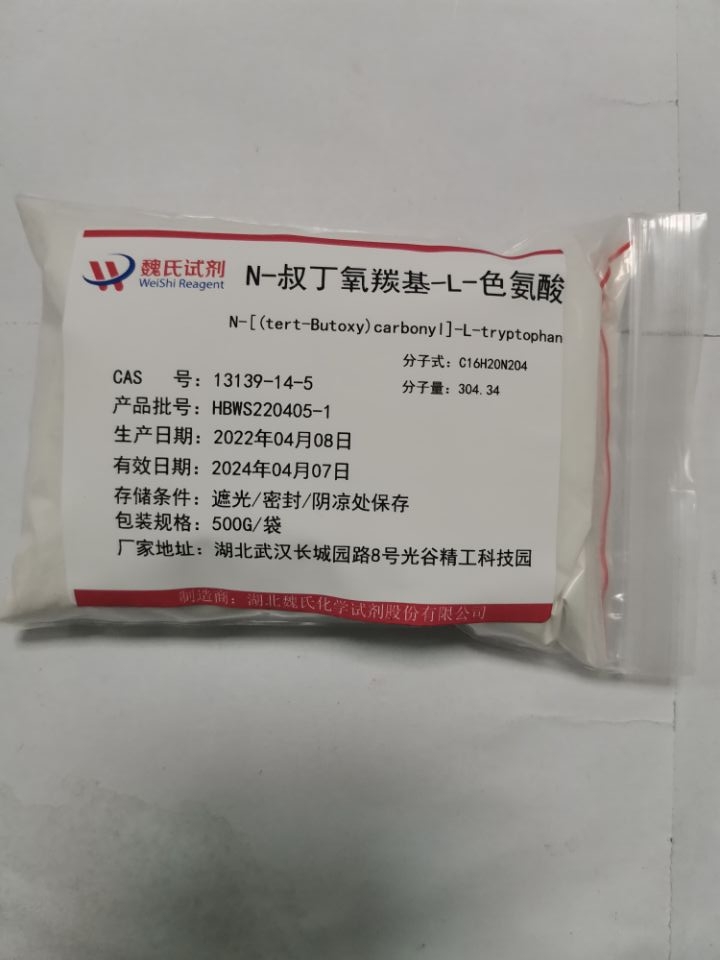 魏氏试剂
WeiShi Reagent
N-叔丁氧羰基-L-色氨酸
N-[(tert-Butoxy)carbonyl]-L-tryptophan
分子式：C16H20N2O4
CAS 号：13139-14-5
分子量：304.34
产品批号：HBWS220405-1
生产日期：2022年04月08日
有效日期：2024年04月07日
存储条件：遮光/密封/阴凉处保存
包装规格：500G/袋
厂家地址：湖北武汉长城园路8号光谷精工科技园
制造商：湖北魏氏化学试剂股份有限公司